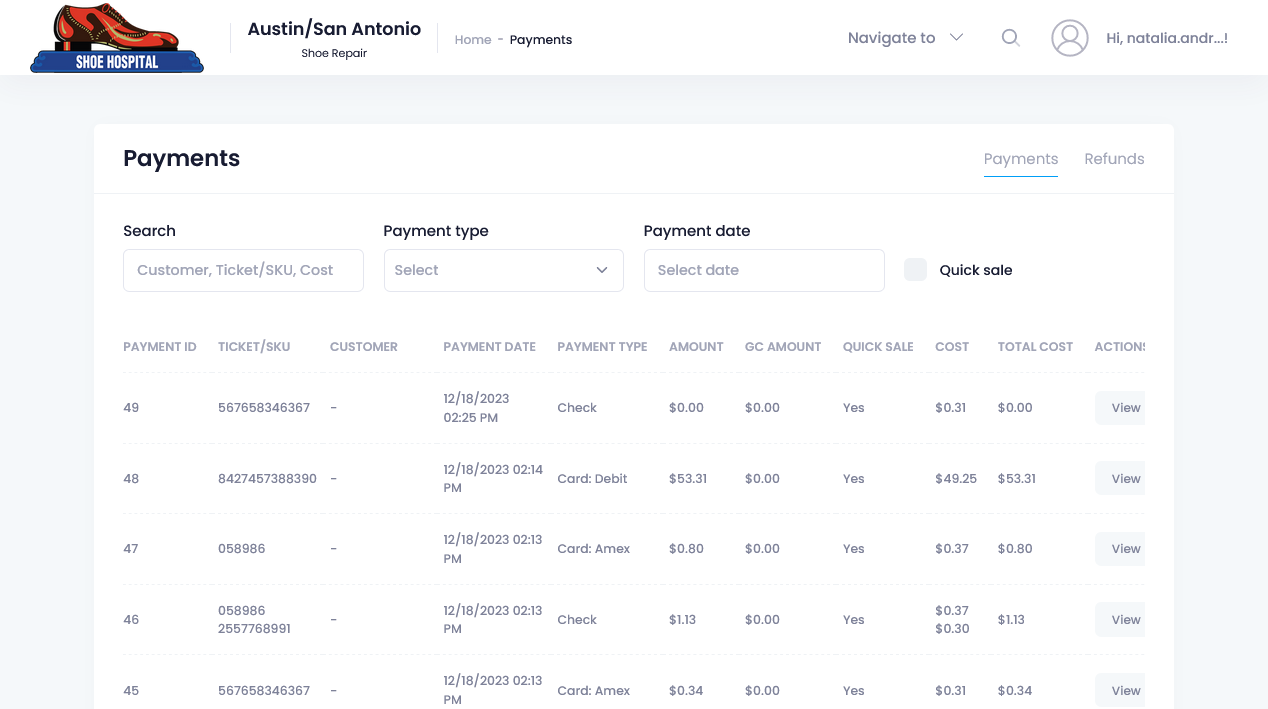 SHOE HOSPITAL
Austin/San Antonio
Shoe Repair
Home - Payments
Navigate to
Hi, natalia.andr...!
Payments
Payments Refunds
Search Payment type Payment date
Customer, Ticket/SKU, Cost Select Select date Quick sale
PAYMENT ID TICKET/SKU CUSTOMER PAYMENT DATE PAYMENT TYPE AMOUNT GC AMOUNT QUICK SALE COST TOTAL COST ACTIONS
49 567658346367 - 12/18/2023 02:25 PM Check $0.00 $0.00 Yes $0.31 $0.00 View
48 8427457388390 - 12/18/2023 02:14 PM Card: Debit $53.31 $0.00 Yes $49.25 $53.31 View
47 058986 - 12/18/2023 02:13 PM Card: Amex $0.80 $0.00 Yes $0.37 $0.80 View
46 058986 2557768991 - 12/18/2023 02:13 PM Check $1.13 $0.00 Yes $0.37 $0.30 $1.13 View
45 567658346367 - 12/18/2023 02:13 PM Card: Amex $0.34 $0.00 Yes $0.31 $0.34 View